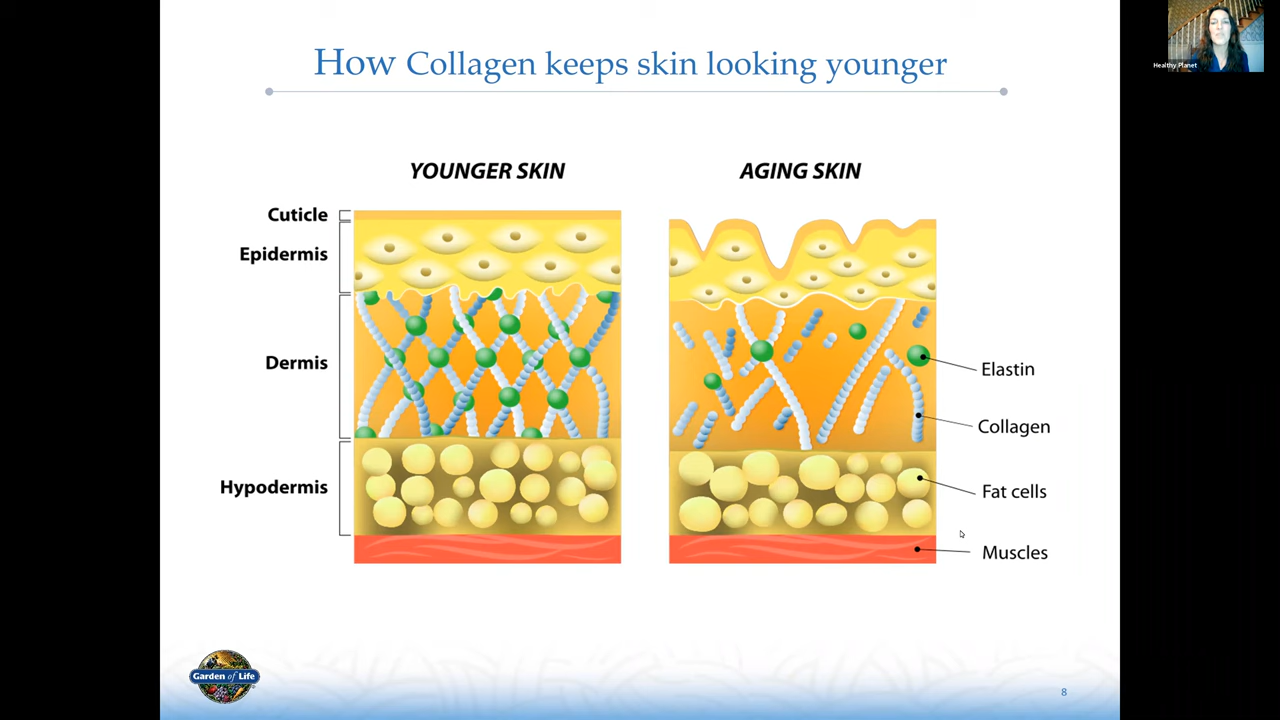 How Collagen keeps skin looking younger
Healthy Planet
YOUNGER SKIN
AGING SKIN
Cuticle
Epidermis
Dermis
Hypodermis
Elastin
Collagen
Fat cells
Muscles
Garden of Life
8